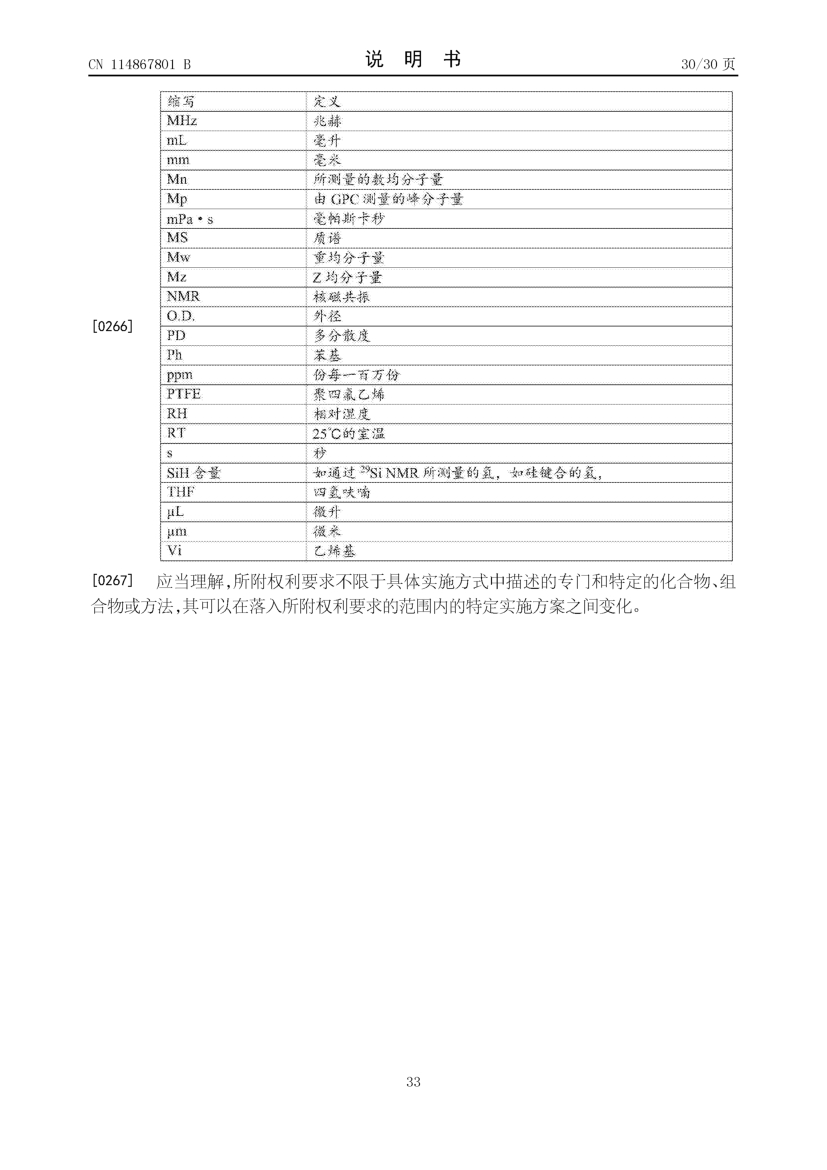 CN 114867801 B 说 明 书 30/30 页
缩写 定义
MHz 兆赫
mL 毫升
mm 毫米
Mn 所测量的数均分子量
Mp 由 GPC 测量的峰分子量
mPa·s 毫帕斯卡秒
MS 质谱
Mw 重均分子量
Mz Z 均分子量
NMR 核磁共振
[0266] O.D. 外径
PD 多分散度
Ph 苯基
ppm 份每一百万份
PTFE 聚四氟乙烯
RH 相对湿度
RT 25℃的室温
s 秒
SiH 含量 如通过 ²⁹Si NMR 所测量的氢，如硅键合的氢，
THF 四氢呋喃
μL 微升
μm 微米
Vi 乙烯基
[0267] 应当理解,所附权利要求不限于具体实施方式中描述的专门和特定的化合物、组
合物或方法,其可以在落入所附权利要求的范围内的特定实施方案之间变化。
33